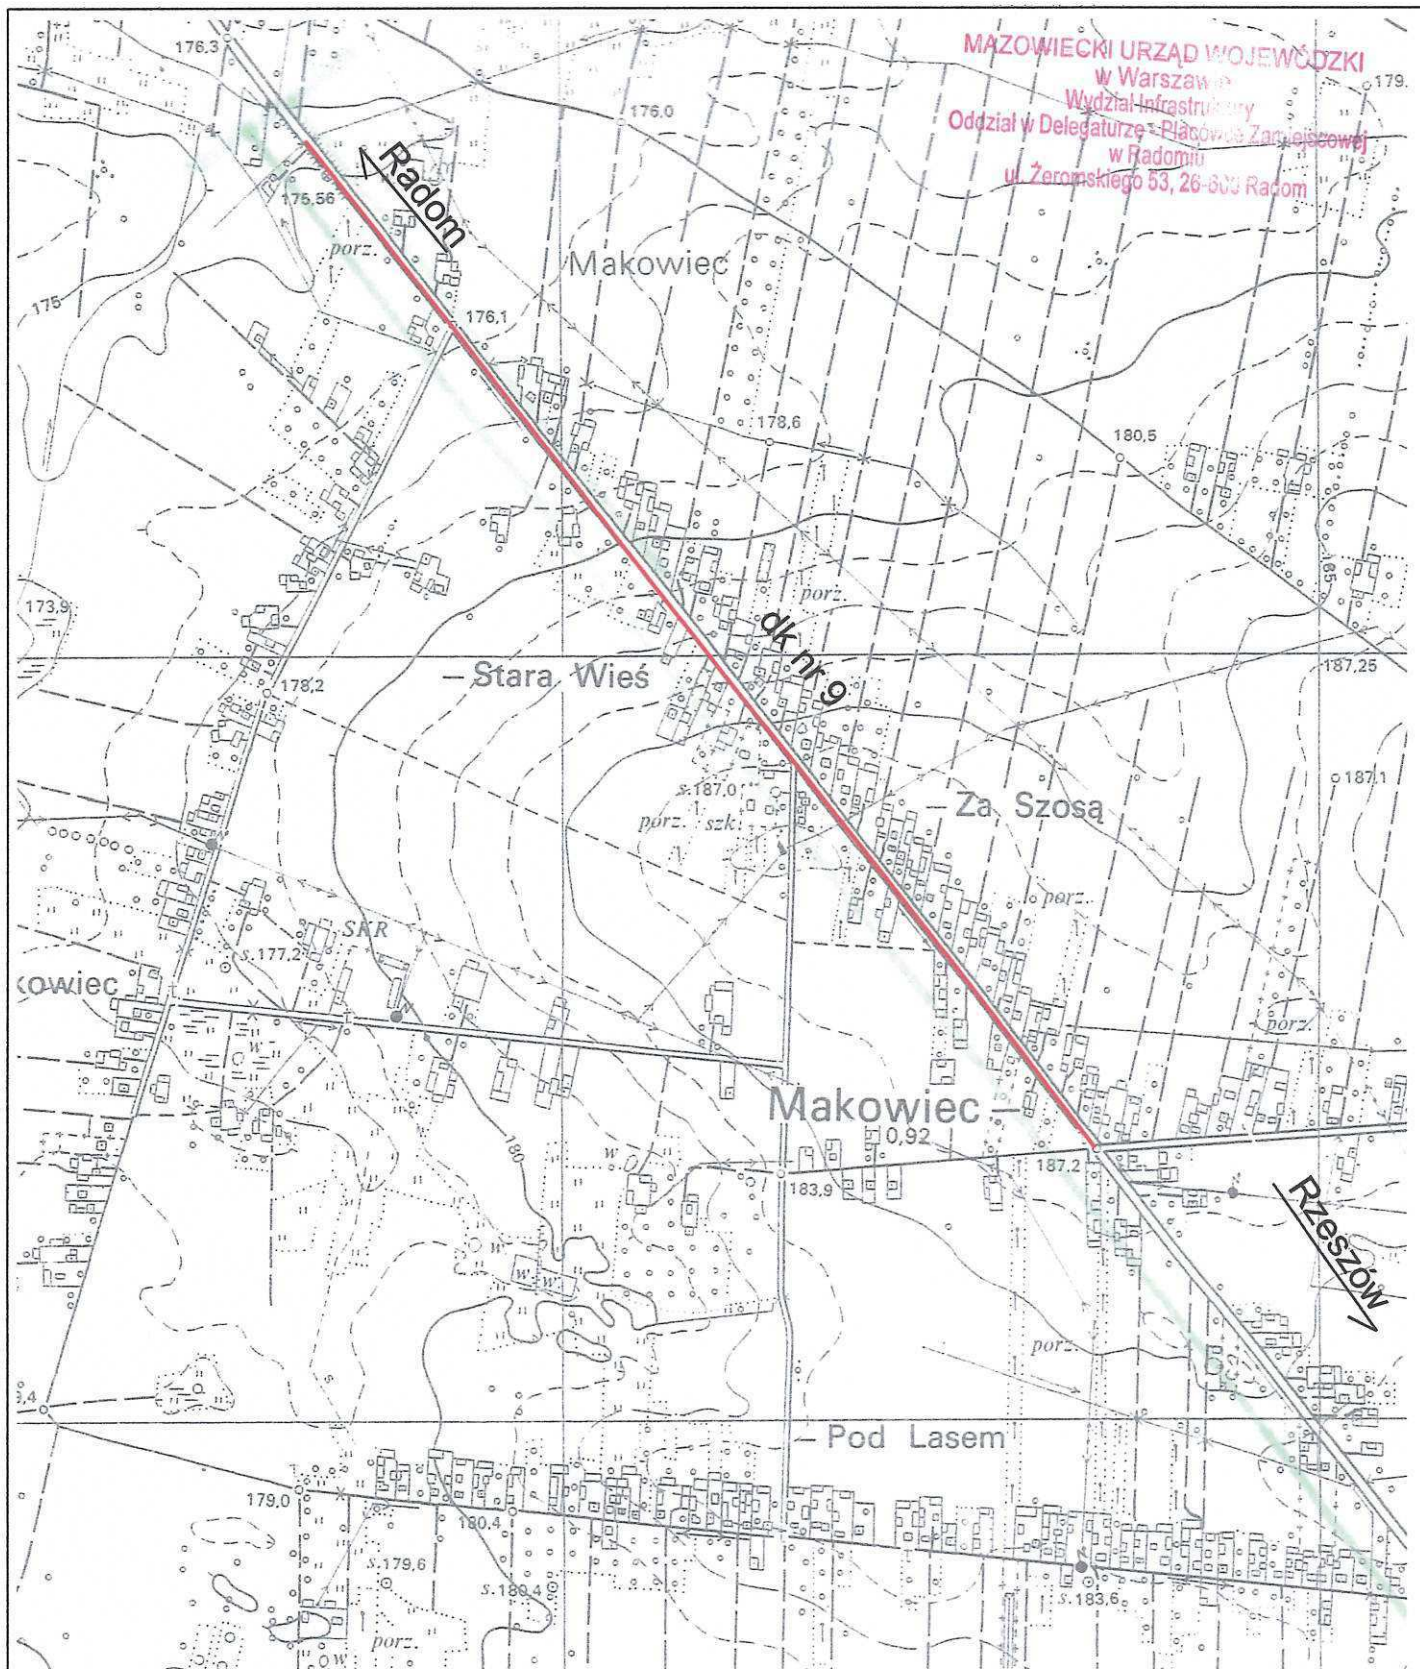 176,3
MAZOWIECKI URZĄD WOJEWÓDZKI
w Warszawie
Wydział Infrastruktury
Oddział w Delegaturze - Placówce Zamiejscowej
w Radomiu
ul. Żeromskiego 53, 26-600 Radom
179.
176,0
Radom
175,56
porz.
Makowiec
175
176,1
178,6
180,5
173,9
porz.
dk nr 9
185
187,25
– Stara Wieś
178,2
s.187,0
187,1
porz.
szk.
– Za Szosą
porz.
SKR
s.177,2
kowiec
porz.
w
Makowiec –
0,92
180
w
187,2
183,9
Rzeszów
w
w.
w.
porz.
s
9,4
– Pod Lasem
179,0
180,4
s.179,6
s.180,4
s.183,6
porz.
w